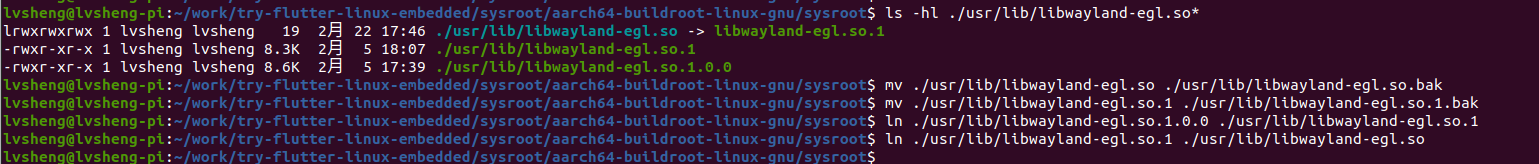 lvsheng@lvsheng-pi:~/work/try-flutter-linux-embedded/sysroot/aarch64-buildroot-linux-gnu/sysroot$ ls -hl ./usr/lib/libwayland-egl.so*
lrwxrwxrwx 1 lvsheng lvsheng   19  2月  22 17:46 ./usr/lib/libwayland-egl.so -> libwayland-egl.so.1
-rwxr-xr-x 1 lvsheng lvsheng 8.3K  2月   5 18:07 ./usr/lib/libwayland-egl.so.1
-rwxr-xr-x 1 lvsheng lvsheng 8.6K  2月   5 17:39 ./usr/lib/libwayland-egl.so.1.0.0
lvsheng@lvsheng-pi:~/work/try-flutter-linux-embedded/sysroot/aarch64-buildroot-linux-gnu/sysroot$ mv ./usr/lib/libwayland-egl.so ./usr/lib/libwayland-egl.so.bak
lvsheng@lvsheng-pi:~/work/try-flutter-linux-embedded/sysroot/aarch64-buildroot-linux-gnu/sysroot$ mv ./usr/lib/libwayland-egl.so.1 ./usr/lib/libwayland-egl.so.1.bak
lvsheng@lvsheng-pi:~/work/try-flutter-linux-embedded/sysroot/aarch64-buildroot-linux-gnu/sysroot$ ln ./usr/lib/libwayland-egl.so.1.0.0 ./usr/lib/libwayland-egl.so.1
lvsheng@lvsheng-pi:~/work/try-flutter-linux-embedded/sysroot/aarch64-buildroot-linux-gnu/sysroot$ ln ./usr/lib/libwayland-egl.so.1 ./usr/lib/libwayland-egl.so
lvsheng@lvsheng-pi:~/work/try-flutter-linux-embedded/sysroot/aarch64-buildroot-linux-gnu/sysroot$